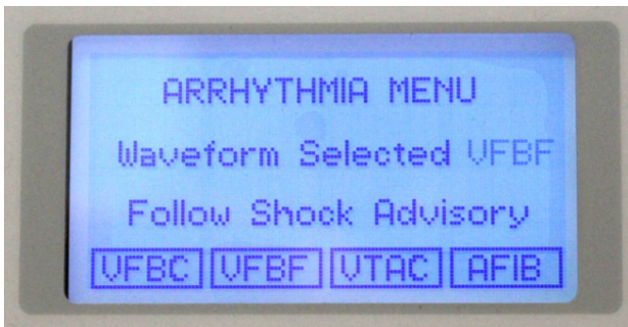 ARRHYTHMIA MENU
Waveform Selected VFBF
Follow Shock Advisory
VFBC VFBF VTAC AFIB